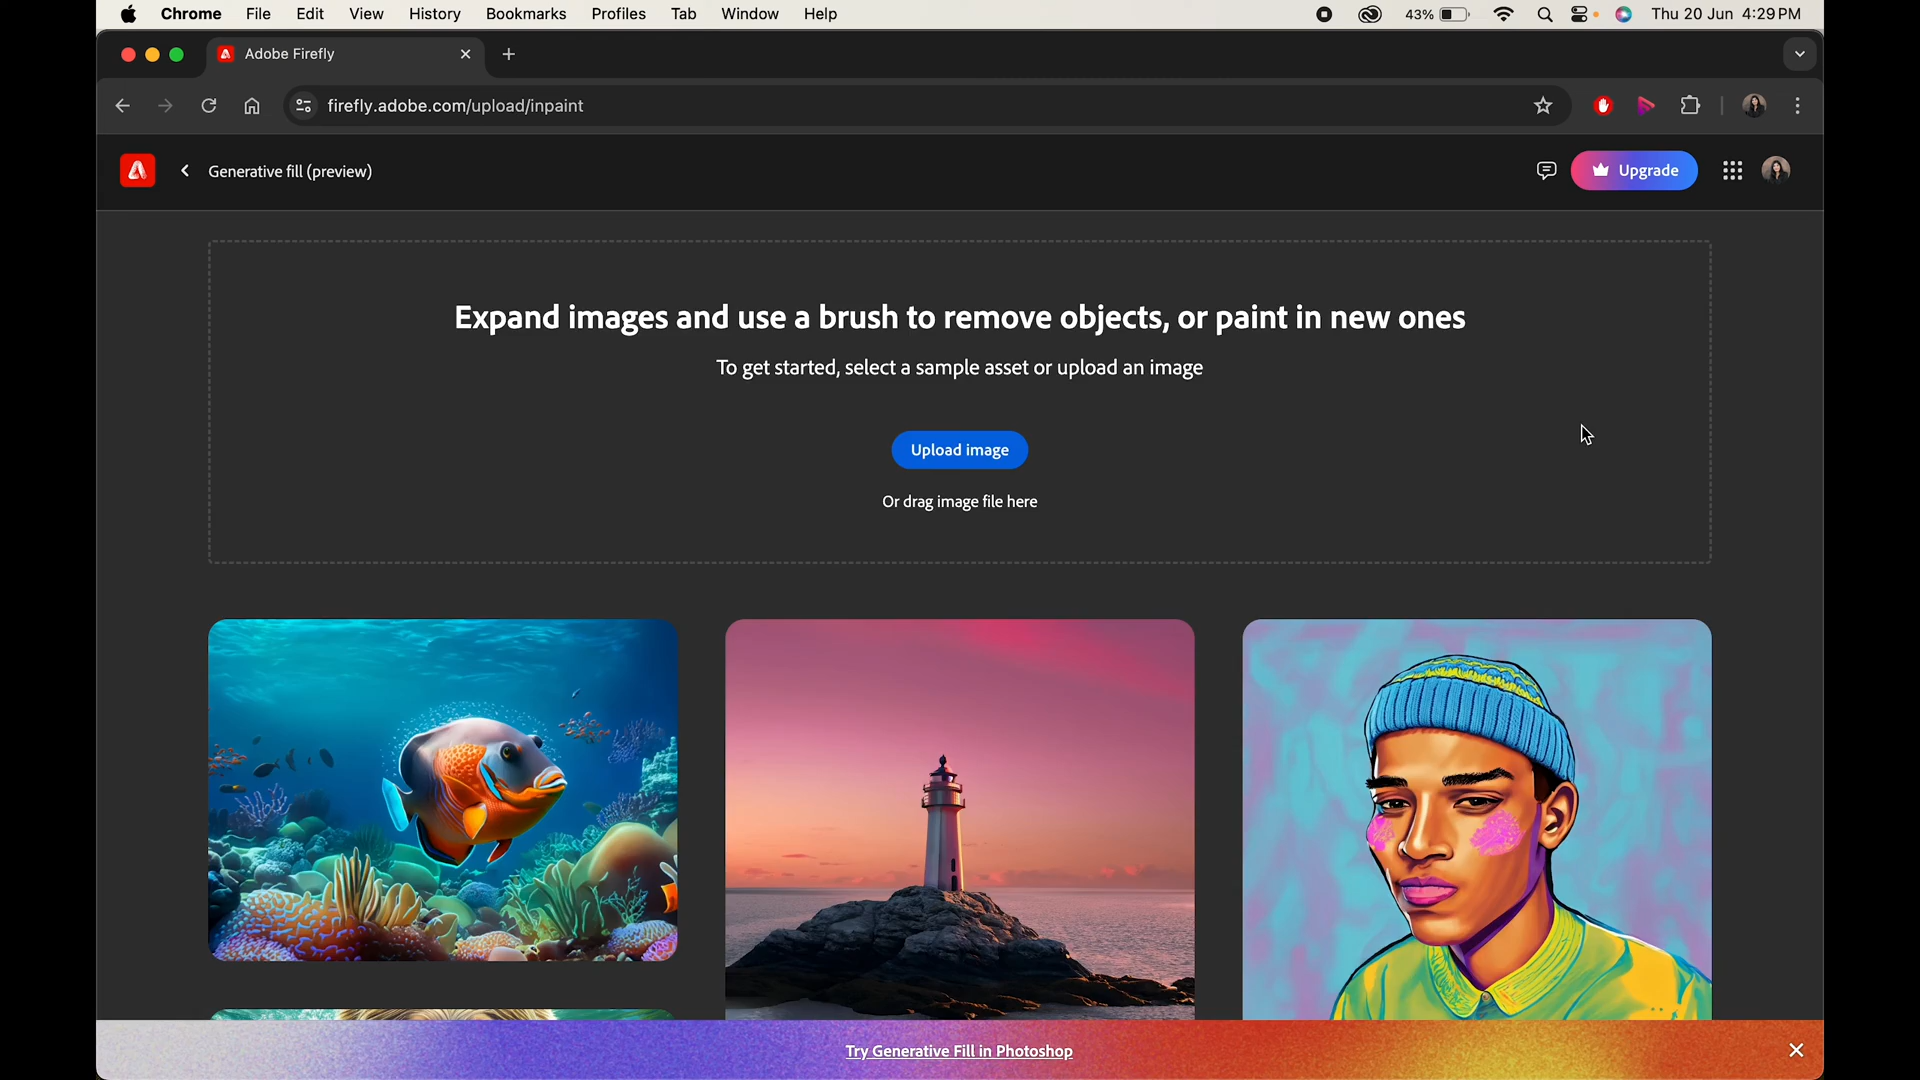 Chrome File Edit View History Bookmarks Profiles Tab Window Help 43% Thu 20 Jun 4:29 PM
Adobe Firefly
firefly.adobe.com/upload/inpaint
Generative fill (preview) Upgrade
Expand images and use a brush to remove objects, or paint in new ones
To get started, select a sample asset or upload an image
Upload image
Or drag image file here
Try Generative Fill in Photoshop